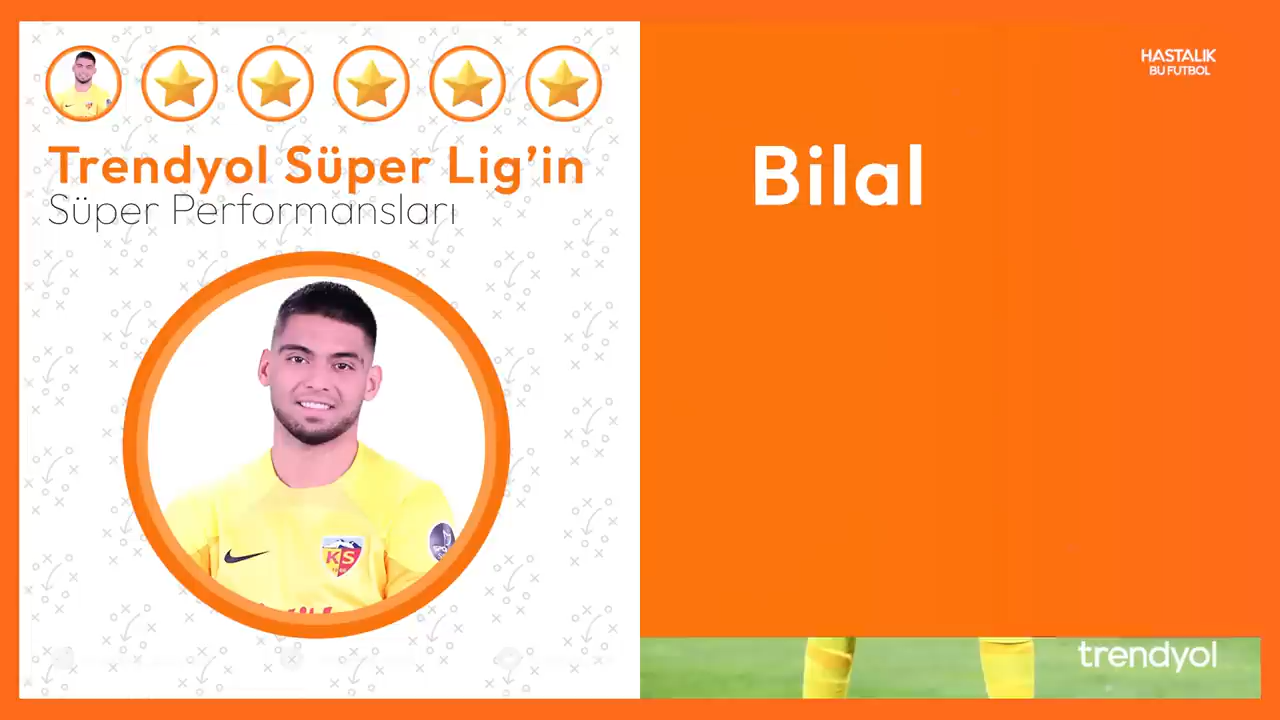 HASTALIK
BU FUTBOL
Trendyol Süper Lig’in
Süper Performansları
Bilal
KS
trendyol